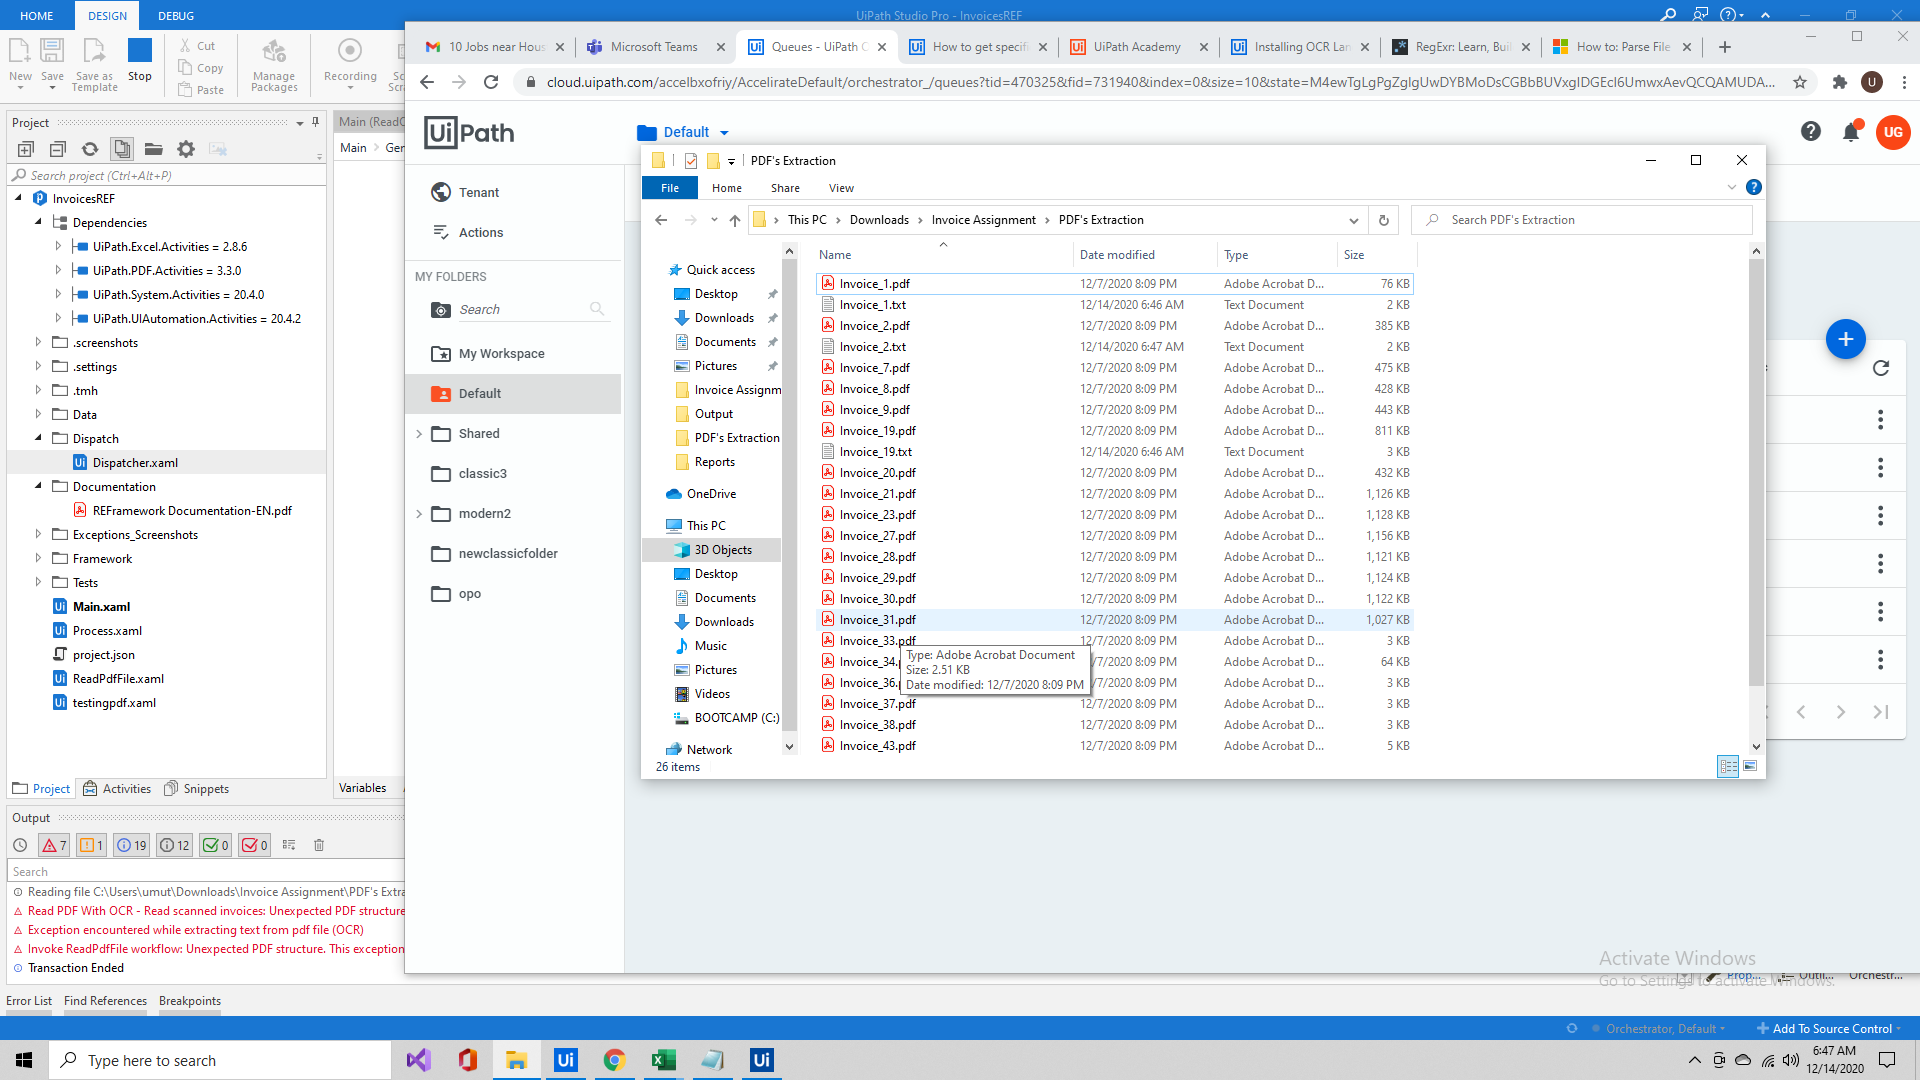 HOME DESIGN DEBUG
UiPath Studio Pro - InvoicesREF
New Save Save as Template Stop
Cut
Copy
Paste
Manage Packages
Recording
Project
Search project (Ctrl+Alt+P)
InvoicesREF
Dependencies
UiPath.Excel.Activities = 2.8.6
UiPath.PDF.Activities = 3.3.0
UiPath.System.Activities = 20.4.0
UiPath.UIAutomation.Activities = 20.4.2
.screenshots
.settings
.tmh
Data
Dispatch
Dispatcher.xaml
Documentation
REFramework Documentation-EN.pdf
Exceptions_Screenshots
Framework
Tests
Main.xaml
Process.xaml
project.json
ReadPdfFile.xaml
testingpdf.xaml
Project Activities Snippets
Main (ReadC
Main > Ger
Variables
Output
7 1 19 12 0 0
Search
Reading file C:\Users\umut\Downloads\Invoice Assignment\PDF's Extra
Read PDF With OCR - Read scanned invoices: Unexpected PDF structure
Exception encountered while extracting text from pdf file (OCR)
Invoke ReadPdfFile workflow: Unexpected PDF structure. This exception
Transaction Ended
Error List Find References Breakpoints
10 Jobs near Hous
Microsoft Teams
Queues - UiPath O
How to get specifi
UiPath Academy
Installing OCR Lan
RegExr: Learn, Buil
How to: Parse File
cloud.uipath.com/accelbxofriy/AccelirateDefault/orchestrator_/queues?tid=470325&fid=731940&index=0&size=10&state=M4ewTgLgPgZglgUwDYBMoDsCGBbBUVxgIDGEcI6UmwxAevQCQAMUDA...
U
UiPath
Default
UG
Tenant
Actions
MY FOLDERS
Search
My Workspace
Default
Shared
classic3
modern2
newclassicfolder
opo
PDF's Extraction
File Home Share View
This PC > Downloads > Invoice Assignment > PDF's Extraction
Search PDF's Extraction
Quick access
Desktop
Downloads
Documents
Pictures
Invoice Assignm
Output
PDF's Extraction
Reports
OneDrive
This PC
3D Objects
Desktop
Documents
Downloads
Music
Pictures
Videos
BOOTCAMP (C:)
Network
26 items
Name Date modified Type Size
Invoice_1.pdf 12/7/2020 8:09 PM Adobe Acrobat D... 76 KB
Invoice_1.txt 12/14/2020 6:46 AM Text Document 2 KB
Invoice_2.pdf 12/7/2020 8:09 PM Adobe Acrobat D... 385 KB
Invoice_2.txt 12/14/2020 6:47 AM Text Document 2 KB
Invoice_7.pdf 12/7/2020 8:09 PM Adobe Acrobat D... 475 KB
Invoice_8.pdf 12/7/2020 8:09 PM Adobe Acrobat D... 428 KB
Invoice_9.pdf 12/7/2020 8:09 PM Adobe Acrobat D... 443 KB
Invoice_19.pdf 12/7/2020 8:09 PM Adobe Acrobat D... 811 KB
Invoice_19.txt 12/14/2020 6:46 AM Text Document 3 KB
Invoice_20.pdf 12/7/2020 8:09 PM Adobe Acrobat D... 432 KB
Invoice_21.pdf 12/7/2020 8:09 PM Adobe Acrobat D... 1,126 KB
Invoice_23.pdf 12/7/2020 8:09 PM Adobe Acrobat D... 1,128 KB
Invoice_27.pdf 12/7/2020 8:09 PM Adobe Acrobat D... 1,156 KB
Invoice_28.pdf 12/7/2020 8:09 PM Adobe Acrobat D... 1,121 KB
Invoice_29.pdf 12/7/2020 8:09 PM Adobe Acrobat D... 1,124 KB
Invoice_30.pdf 12/7/2020 8:09 PM Adobe Acrobat D... 1,122 KB
Invoice_31.pdf 12/7/2020 8:09 PM Adobe Acrobat D... 1,027 KB
Invoice_33.pdf 12/7/2020 8:09 PM Adobe Acrobat D... 3 KB
Invoice_34. /7/2020 8:09 PM Adobe Acrobat D... 64 KB
Invoice_36. /7/2020 8:09 PM Adobe Acrobat D... 3 KB
Invoice_37.pdf 12/7/2020 8:09 PM Adobe Acrobat D... 3 KB
Invoice_38.pdf 12/7/2020 8:09 PM Adobe Acrobat D... 3 KB
Invoice_43.pdf 12/7/2020 8:09 PM Adobe Acrobat D... 5 KB
Type: Adobe Acrobat Document
Size: 2.51 KB
Date modified: 12/7/2020 8:09 PM
Activate Windows
Go to Settings to activate Windows.
Prop... Outli... Orchestr...
Orchestrator, Default
Add To Source Control
Type here to search
6:47 AM
12/14/2020